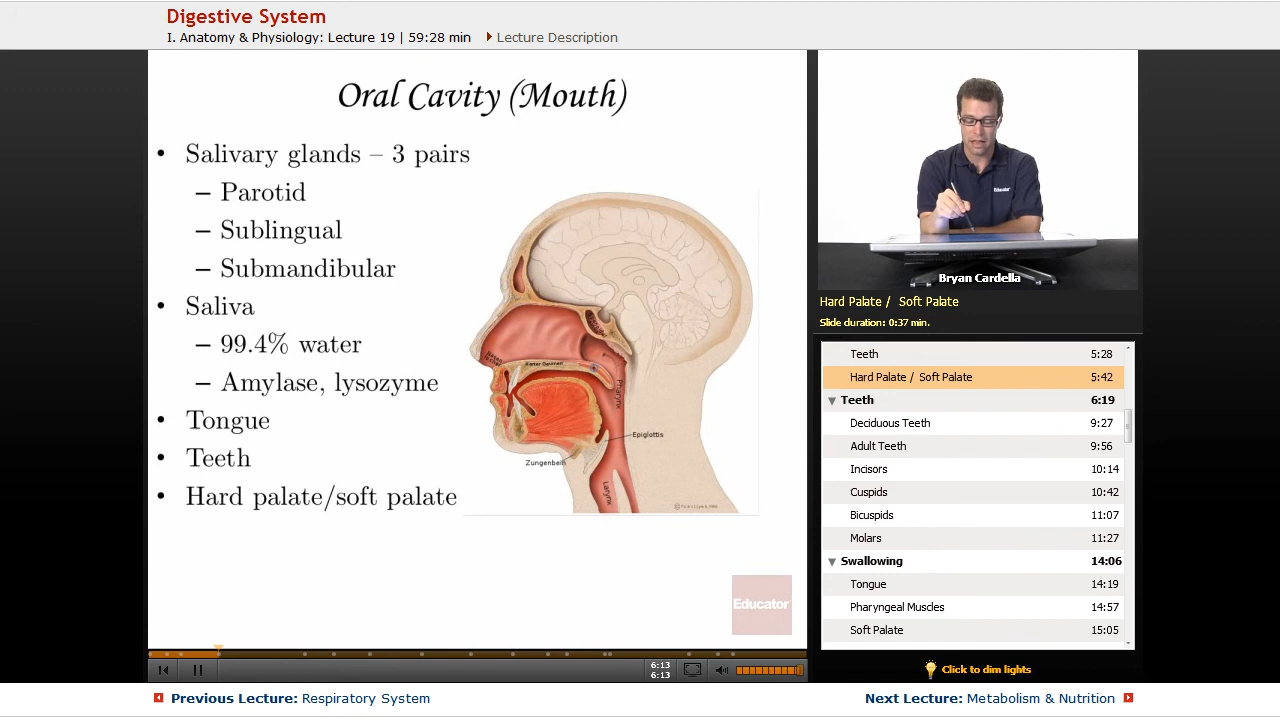 Digestive System
I. Anatomy & Physiology: Lecture 19 | 59:28 min Lecture Description
Oral Cavity (Mouth)
• Salivary glands – 3 pairs
– Parotid
– Sublingual
– Submandibular
• Saliva
– 99.4% water
– Amylase, lysozyme
• Tongue
• Teeth
• Hard palate/soft palate
Harter Gaumen
Pharynx
Epiglottis
Zungenbein
Larynx
Educator
Educator
Bryan Cardella
Hard Palate / Soft Palate
Slide duration: 0:37 min.
Teeth 5:28
Hard Palate / Soft Palate 5:42
Teeth 6:19
Deciduous Teeth 9:27
Adult Teeth 9:56
Incisors 10:14
Cuspids 10:42
Bicuspids 11:07
Molars 11:27
Swallowing 14:06
Tongue 14:19
Pharyngeal Muscles 14:57
Soft Palate 15:05
6:13
6:13
Click to dim lights
Previous Lecture: Respiratory System
Next Lecture: Metabolism & Nutrition